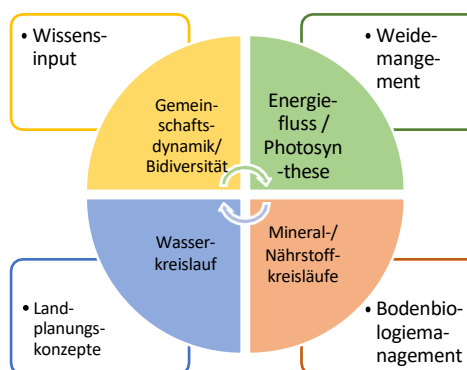 • Wissens-
input
• Weide-
mange-
ment
Gemein-
schafts-
dynamik/
Bidiversität
Energie-
fluss /
Photosyn
-these
Wasser-
kreislauf
Mineral-/
Nährstoff-
kreisläufe
• Land-
planungs-
konzepte
• Bodenbio-
logiema-
nagement